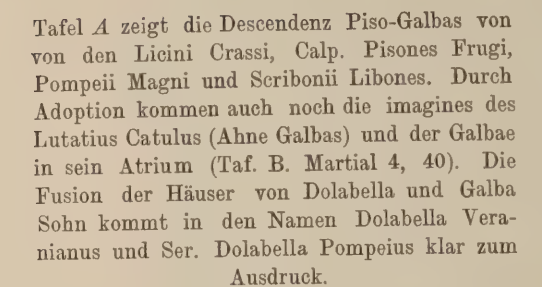 Tafel A zeigt die Descendenz Piso-Galbas von
von den Licini Crassi, Calp. Pisones Frugi,
Pompeii Magni und Scribonii Libones. Durch
Adoption kommen auch noch die imagines des
Lutatius Catulus (Ahne Galbas) und der Galbae
in sein Atrium (Taf. B. Martial 4, 40). Die
Fusion der Häuser von Dolabella und Galba
Sohn kommt in den Namen Dolabella Vera-
nianus und Ser. Dolabella Pompeius klar zum
Ausdruck.